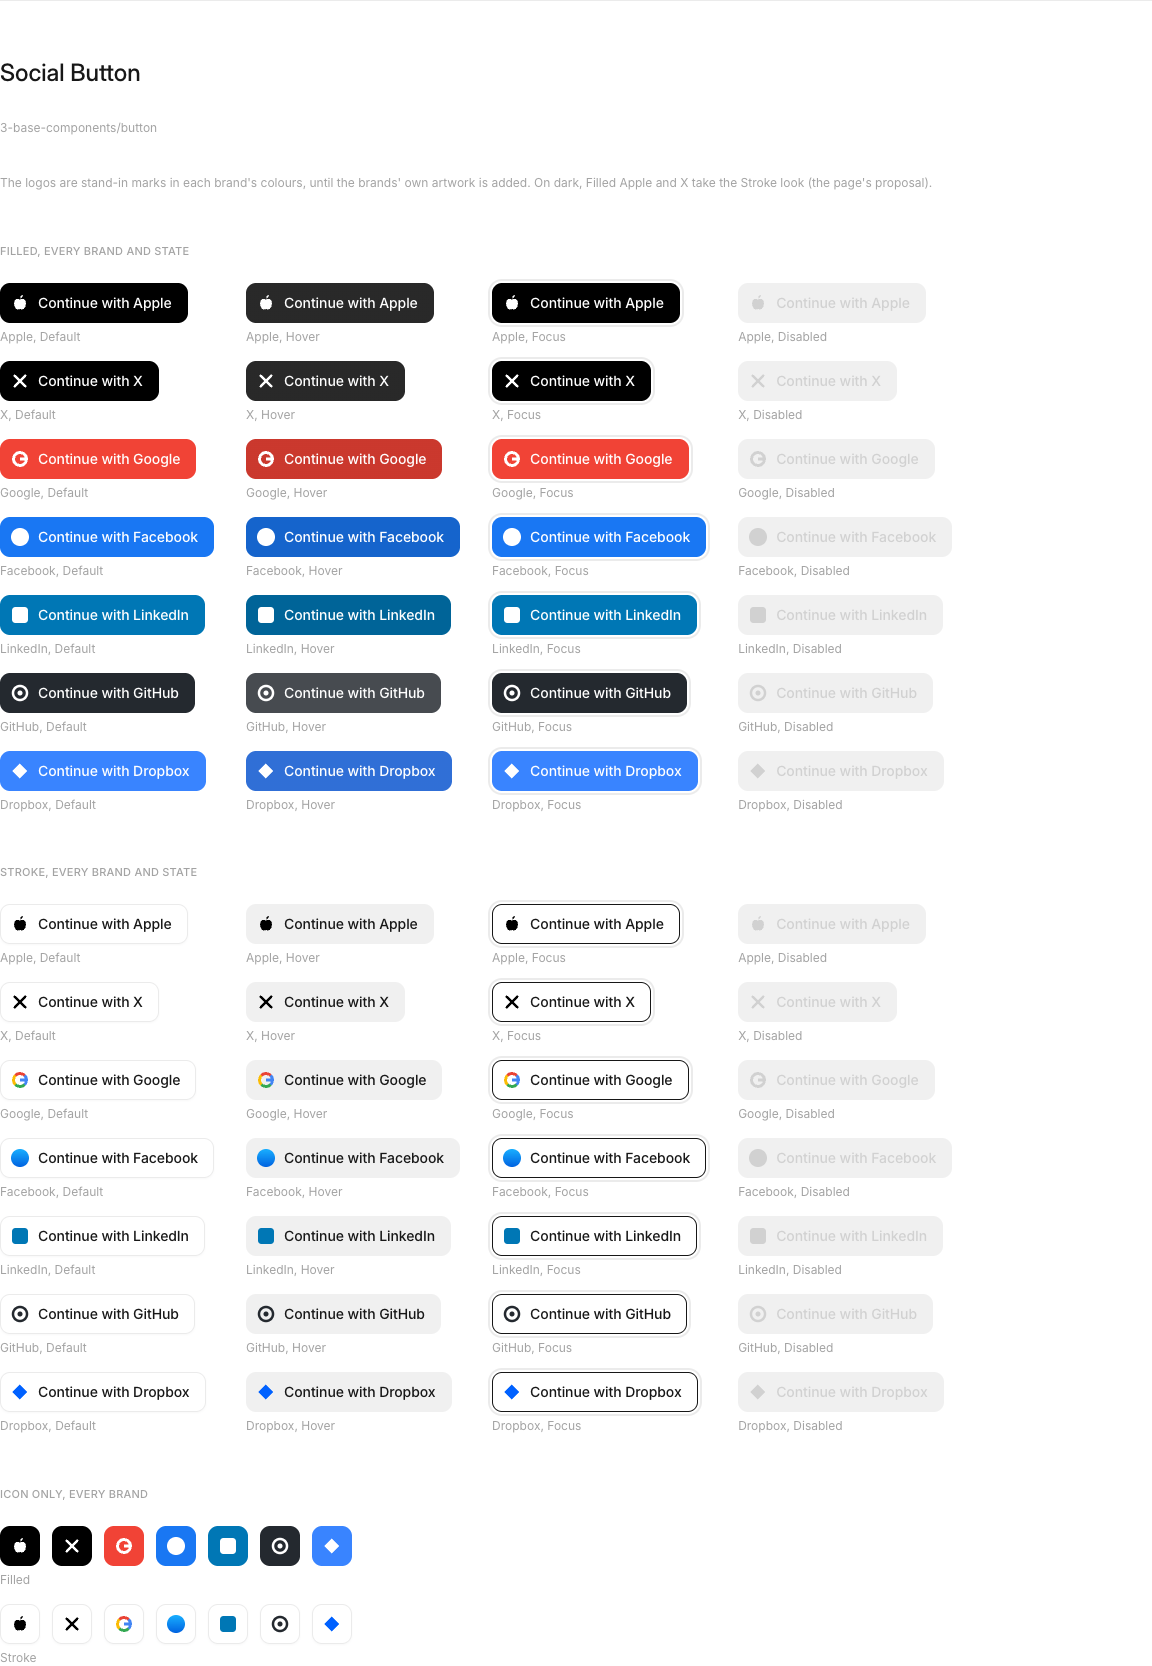 Social Button
3-base-components/button
The logos are stand-in marks in each brand's colours, until the brands' own artwork is added. On dark, Filled Apple and X take the Stroke look (the page's proposal).
FILLED, EVERY BRAND AND STATE
Continue with Apple Continue with Apple Continue with Apple Continue with Apple
Apple, Default Apple, Hover Apple, Focus Apple, Disabled
Continue with X Continue with X Continue with X Continue with X
X, Default X, Hover X, Focus X, Disabled
Continue with Google Continue with Google Continue with Google Continue with Google
Google, Default Google, Hover Google, Focus Google, Disabled
Continue with Facebook Continue with Facebook Continue with Facebook Continue with Facebook
Facebook, Default Facebook, Hover Facebook, Focus Facebook, Disabled
Continue with LinkedIn Continue with LinkedIn Continue with LinkedIn Continue with LinkedIn
LinkedIn, Default LinkedIn, Hover LinkedIn, Focus LinkedIn, Disabled
Continue with GitHub Continue with GitHub Continue with GitHub Continue with GitHub
GitHub, Default GitHub, Hover GitHub, Focus GitHub, Disabled
Continue with Dropbox Continue with Dropbox Continue with Dropbox Continue with Dropbox
Dropbox, Default Dropbox, Hover Dropbox, Focus Dropbox, Disabled
STROKE, EVERY BRAND AND STATE
Continue with Apple Continue with Apple Continue with Apple Continue with Apple
Apple, Default Apple, Hover Apple, Focus Apple, Disabled
Continue with X Continue with X Continue with X Continue with X
X, Default X, Hover X, Focus X, Disabled
Continue with Google Continue with Google Continue with Google Continue with Google
Google, Default Google, Hover Google, Focus Google, Disabled
Continue with Facebook Continue with Facebook Continue with Facebook Continue with Facebook
Facebook, Default Facebook, Hover Facebook, Focus Facebook, Disabled
Continue with LinkedIn Continue with LinkedIn Continue with LinkedIn Continue with LinkedIn
LinkedIn, Default LinkedIn, Hover LinkedIn, Focus LinkedIn, Disabled
Continue with GitHub Continue with GitHub Continue with GitHub Continue with GitHub
GitHub, Default GitHub, Hover GitHub, Focus GitHub, Disabled
Continue with Dropbox Continue with Dropbox Continue with Dropbox Continue with Dropbox
Dropbox, Default Dropbox, Hover Dropbox, Focus Dropbox, Disabled
ICON ONLY, EVERY BRAND
Filled
Stroke